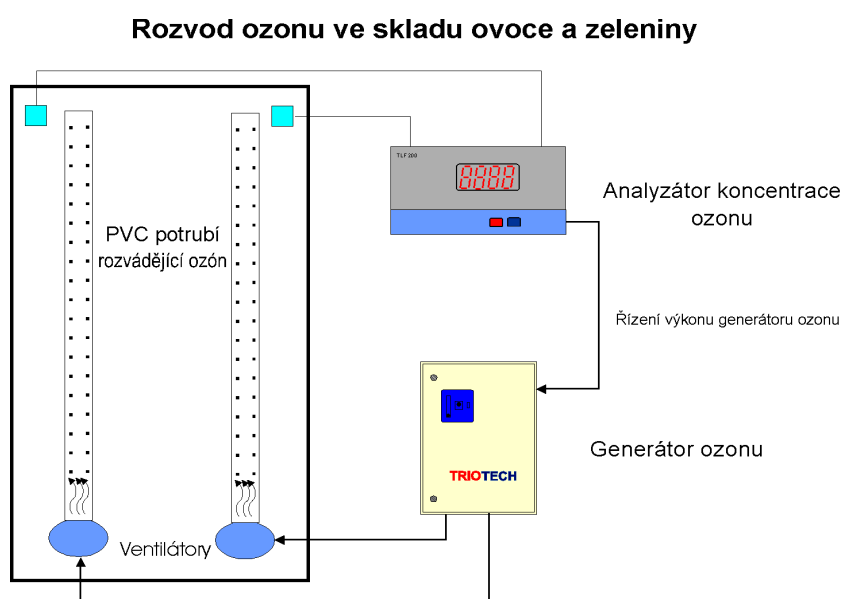 Rozvod ozonu ve skladu ovoce a zeleniny
TLF 200
8888
Analyzátor koncentrace
ozonu
PVC potrubí
rozvádějící ozón
Řízení výkonu generátoru ozonu
Generátor ozonu
TRIOTECH
Ventilátory